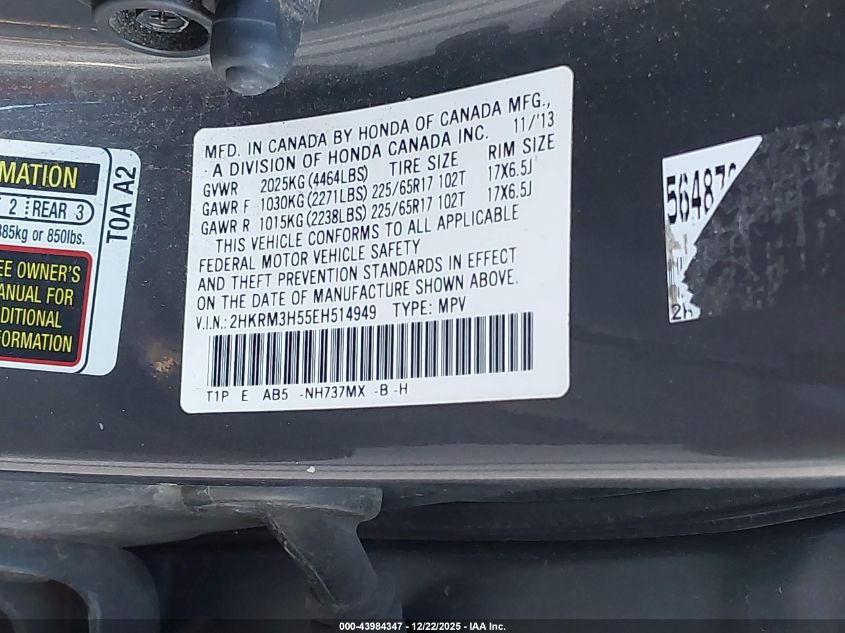 MATION
2 REAR 3
385kg or 850lbs.
EE OWNER'S
ANUAL FOR
DDITIONAL
FORMATION
T0A A2
MFD. IN CANADA BY HONDA OF CANADA MFG.,
A DIVISION OF HONDA CANADA INC. 11/'13
GVWR 2025KG(4464LBS) TIRE SIZE RIM SIZE
GAWR F 1030KG(2271LBS) 225/65R17 102T 17X6.5J
GAWR R 1015KG(2238LBS) 225/65R17 102T 17X6.5J
THIS VEHICLE CONFORMS TO ALL APPLICABLE
FEDERAL MOTOR VEHICLE SAFETY
AND THEFT PREVENTION STANDARDS IN EFFECT
ON THE DATE OF MANUFACTURE SHOWN ABOVE.
V.I.N.: 2HKRM3H55EH514949 TYPE: MPV
T1P E AB5 -NH737MX -B -H
56487
2H
000-43984347 - 12/22/2025 - IAA Inc.